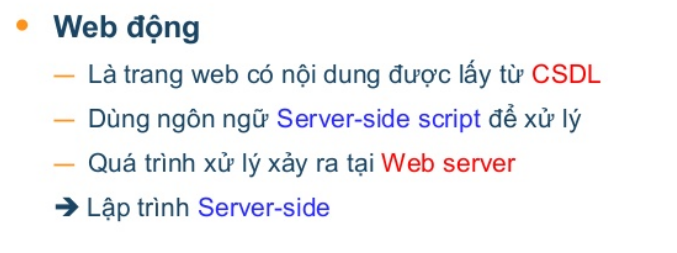 • Web động
— Là trang web có nội dung được lấy từ CSDL
— Dùng ngôn ngữ Server-side script để xử lý
— Quá trình xử lý xảy ra tại Web server
➔ Lập trình Server-side